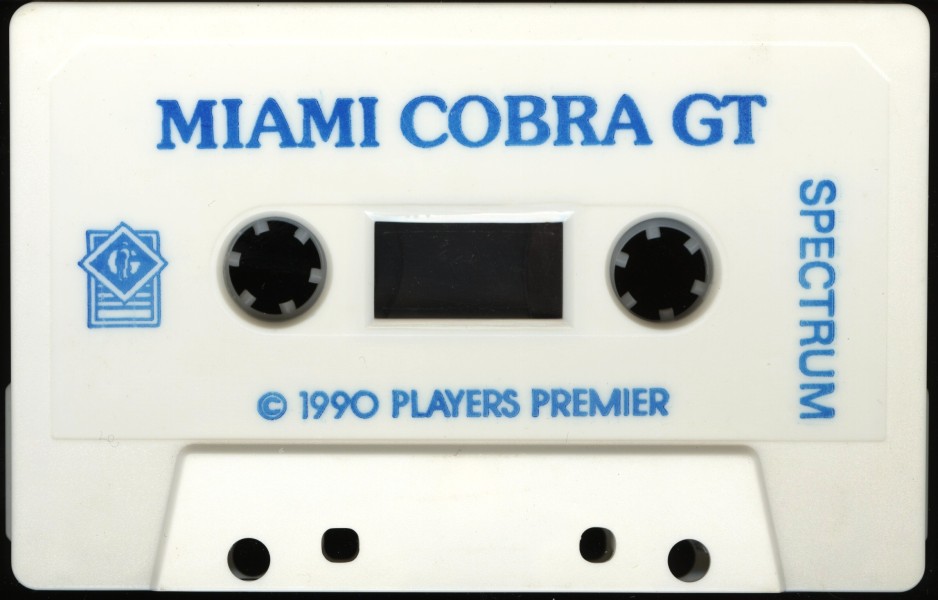 MIAMI COBRA GT
SPECTRUM
© 1990 PLAYERS PREMIER